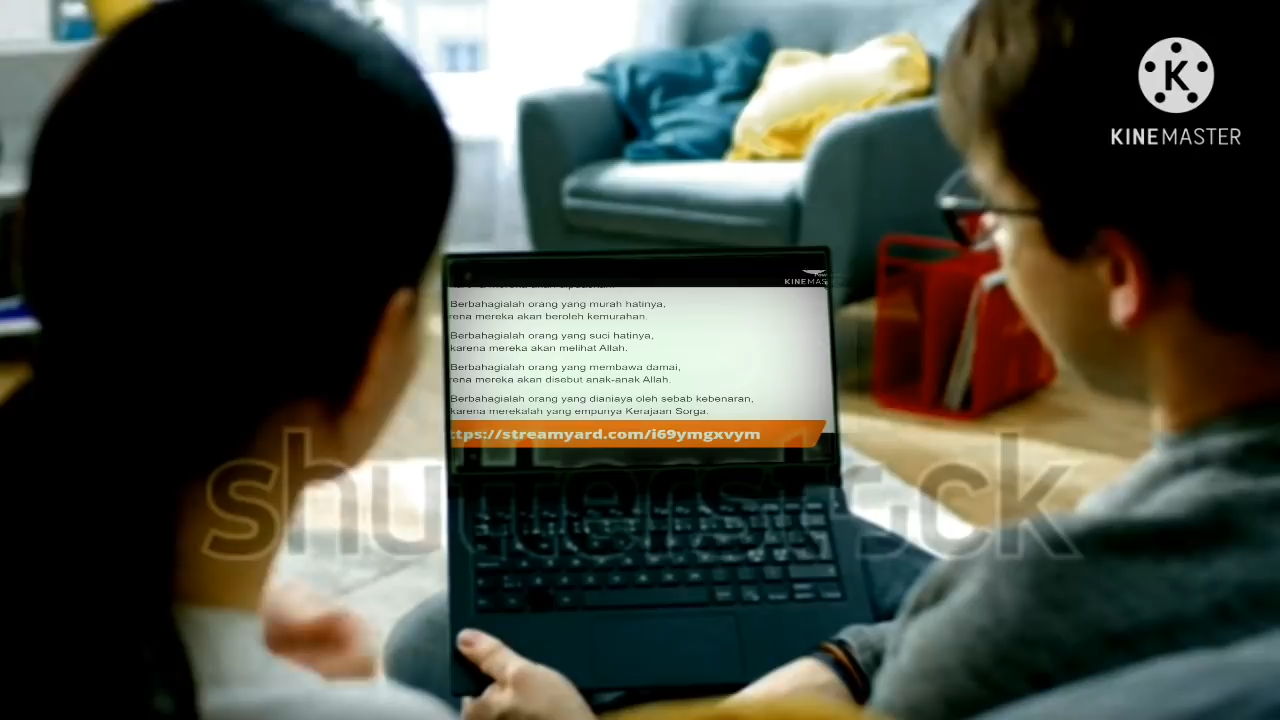 K
KINEMASTER
KINEMAS
Berbahagialah orang yang murah hatinya,
rena mereka akan beroleh kemurahan.
Berbahagialah orang yang suci hatinya,
karena mereka akan melihat Allah.
Berbahagialah orang yang membawa damai,
rena mereka akan disebut anak-anak Allah.
Berbahagialah orang yang dianiaya oleh sebab kebenaran,
karena merekalah yang empunya Kerajaan Sorga.
ttps://streamyard.com/i69ymgxvym
shutterstock